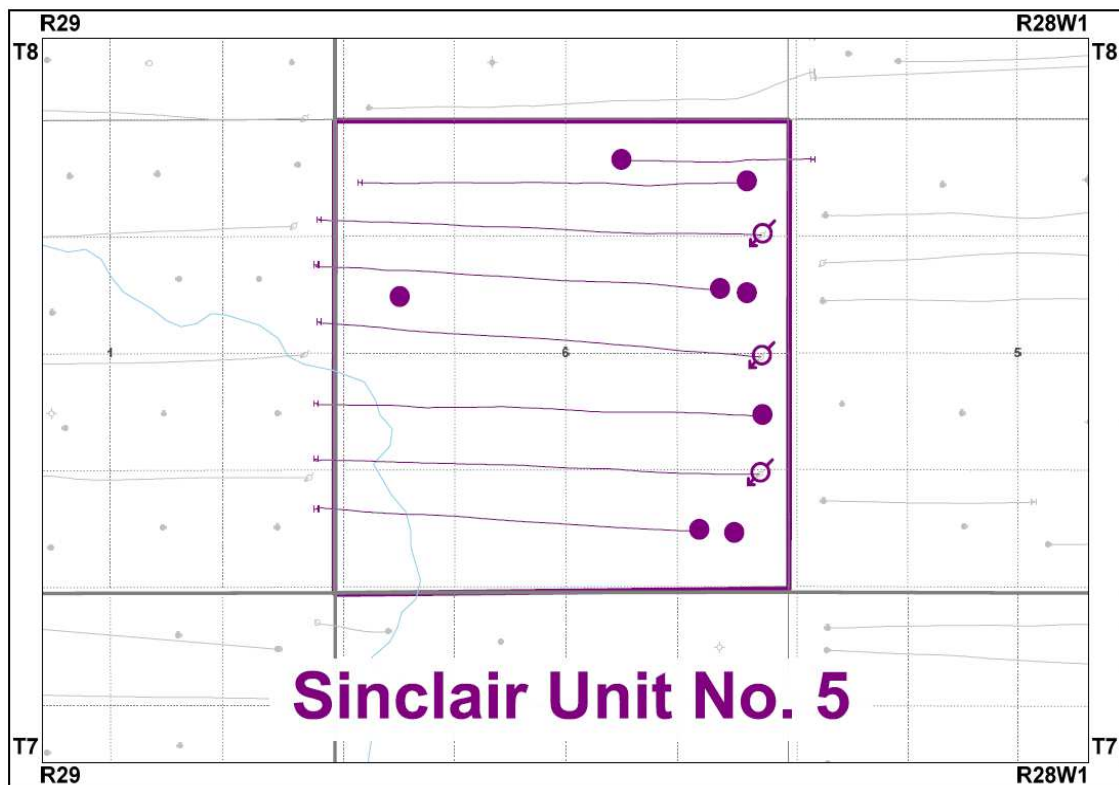 R29 R28W1
T8 T8
1 6 5
Sinclair Unit No. 5
T7 T7
R29 R28W1